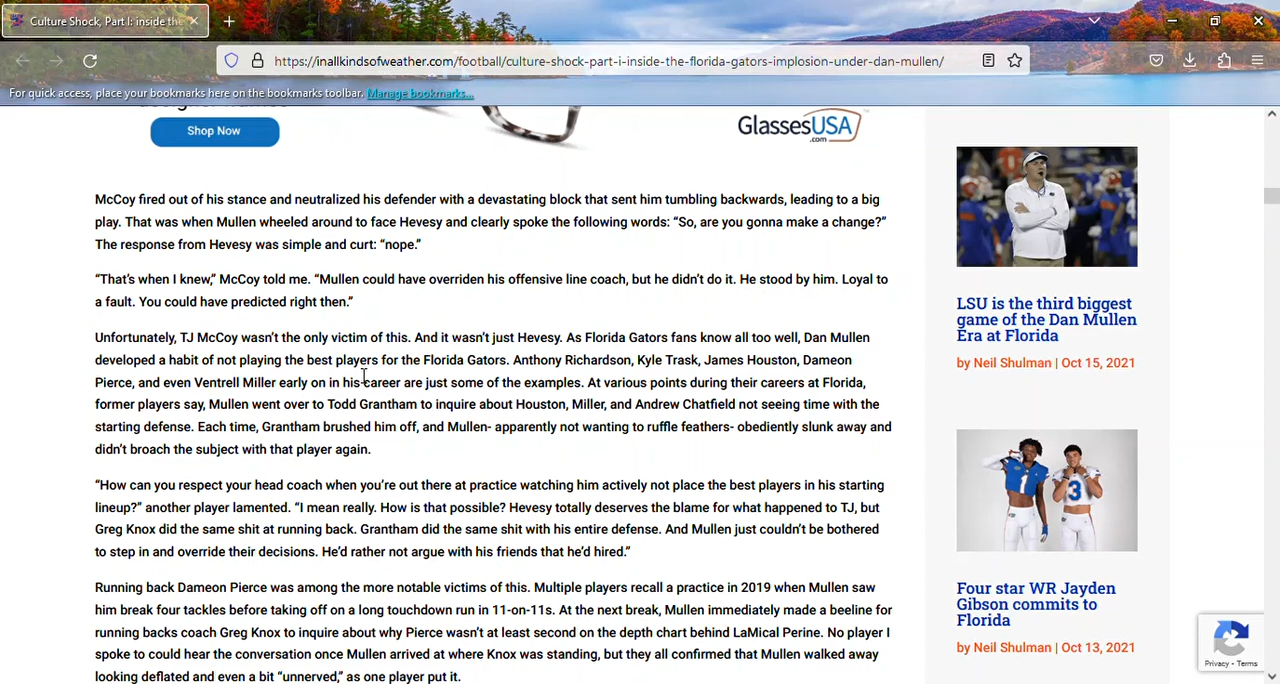 Culture Shock, Part I: inside the
https://inallkindsofweather.com/football/culture-shock-part-i-inside-the-florida-gators-implosion-under-dan-mullen/
For quick access, place your bookmarks here on the bookmarks toolbar. Manage bookmarks...
Shop Now
GlassesUSA
.com
McCoy fired out of his stance and neutralized his defender with a devastating block that sent him tumbling backwards, leading to a big
play. That was when Mullen wheeled around to face Hevesy and clearly spoke the following words: “So, are you gonna make a change?”
The response from Hevesy was simple and curt: “nope.”
“That’s when I knew,” McCoy told me. “Mullen could have overriden his offensive line coach, but he didn’t do it. He stood by him. Loyal to
a fault. You could have predicted right then.”
Unfortunately, TJ McCoy wasn’t the only victim of this. And it wasn’t just Hevesy. As Florida Gators fans know all too well, Dan Mullen
developed a habit of not playing the best players for the Florida Gators. Anthony Richardson, Kyle Trask, James Houston, Dameon
Pierce, and even Ventrell Miller early on in his career are just some of the examples. At various points during their careers at Florida,
former players say, Mullen went over to Todd Grantham to inquire about Houston, Miller, and Andrew Chatfield not seeing time with the
starting defense. Each time, Grantham brushed him off, and Mullen- apparently not wanting to ruffle feathers- obediently slunk away and
didn’t broach the subject with that player again.
“How can you respect your head coach when you’re out there at practice watching him actively not place the best players in his starting
lineup?” another player lamented. “I mean really. How is that possible? Hevesy totally deserves the blame for what happened to TJ, but
Greg Knox did the same shit at running back. Grantham did the same shit with his entire defense. And Mullen just couldn’t be bothered
to step in and override their decisions. He’d rather not argue with his friends that he’d hired.”
Running back Dameon Pierce was among the more notable victims of this. Multiple players recall a practice in 2019 when Mullen saw
him break four tackles before taking off on a long touchdown run in 11-on-11s. At the next break, Mullen immediately made a beeline for
running backs coach Greg Knox to inquire about why Pierce wasn’t at least second on the depth chart behind LaMical Perine. No player I
spoke to could hear the conversation once Mullen arrived at where Knox was standing, but they all confirmed that Mullen walked away
looking deflated and even a bit “unnerved,” as one player put it.
LSU is the third biggest
game of the Dan Mullen
Era at Florida
by Neil Shulman | Oct 15, 2021
1
3
Four star WR Jayden
Gibson commits to
Florida
by Neil Shulman | Oct 13, 2021
Privacy - Terms